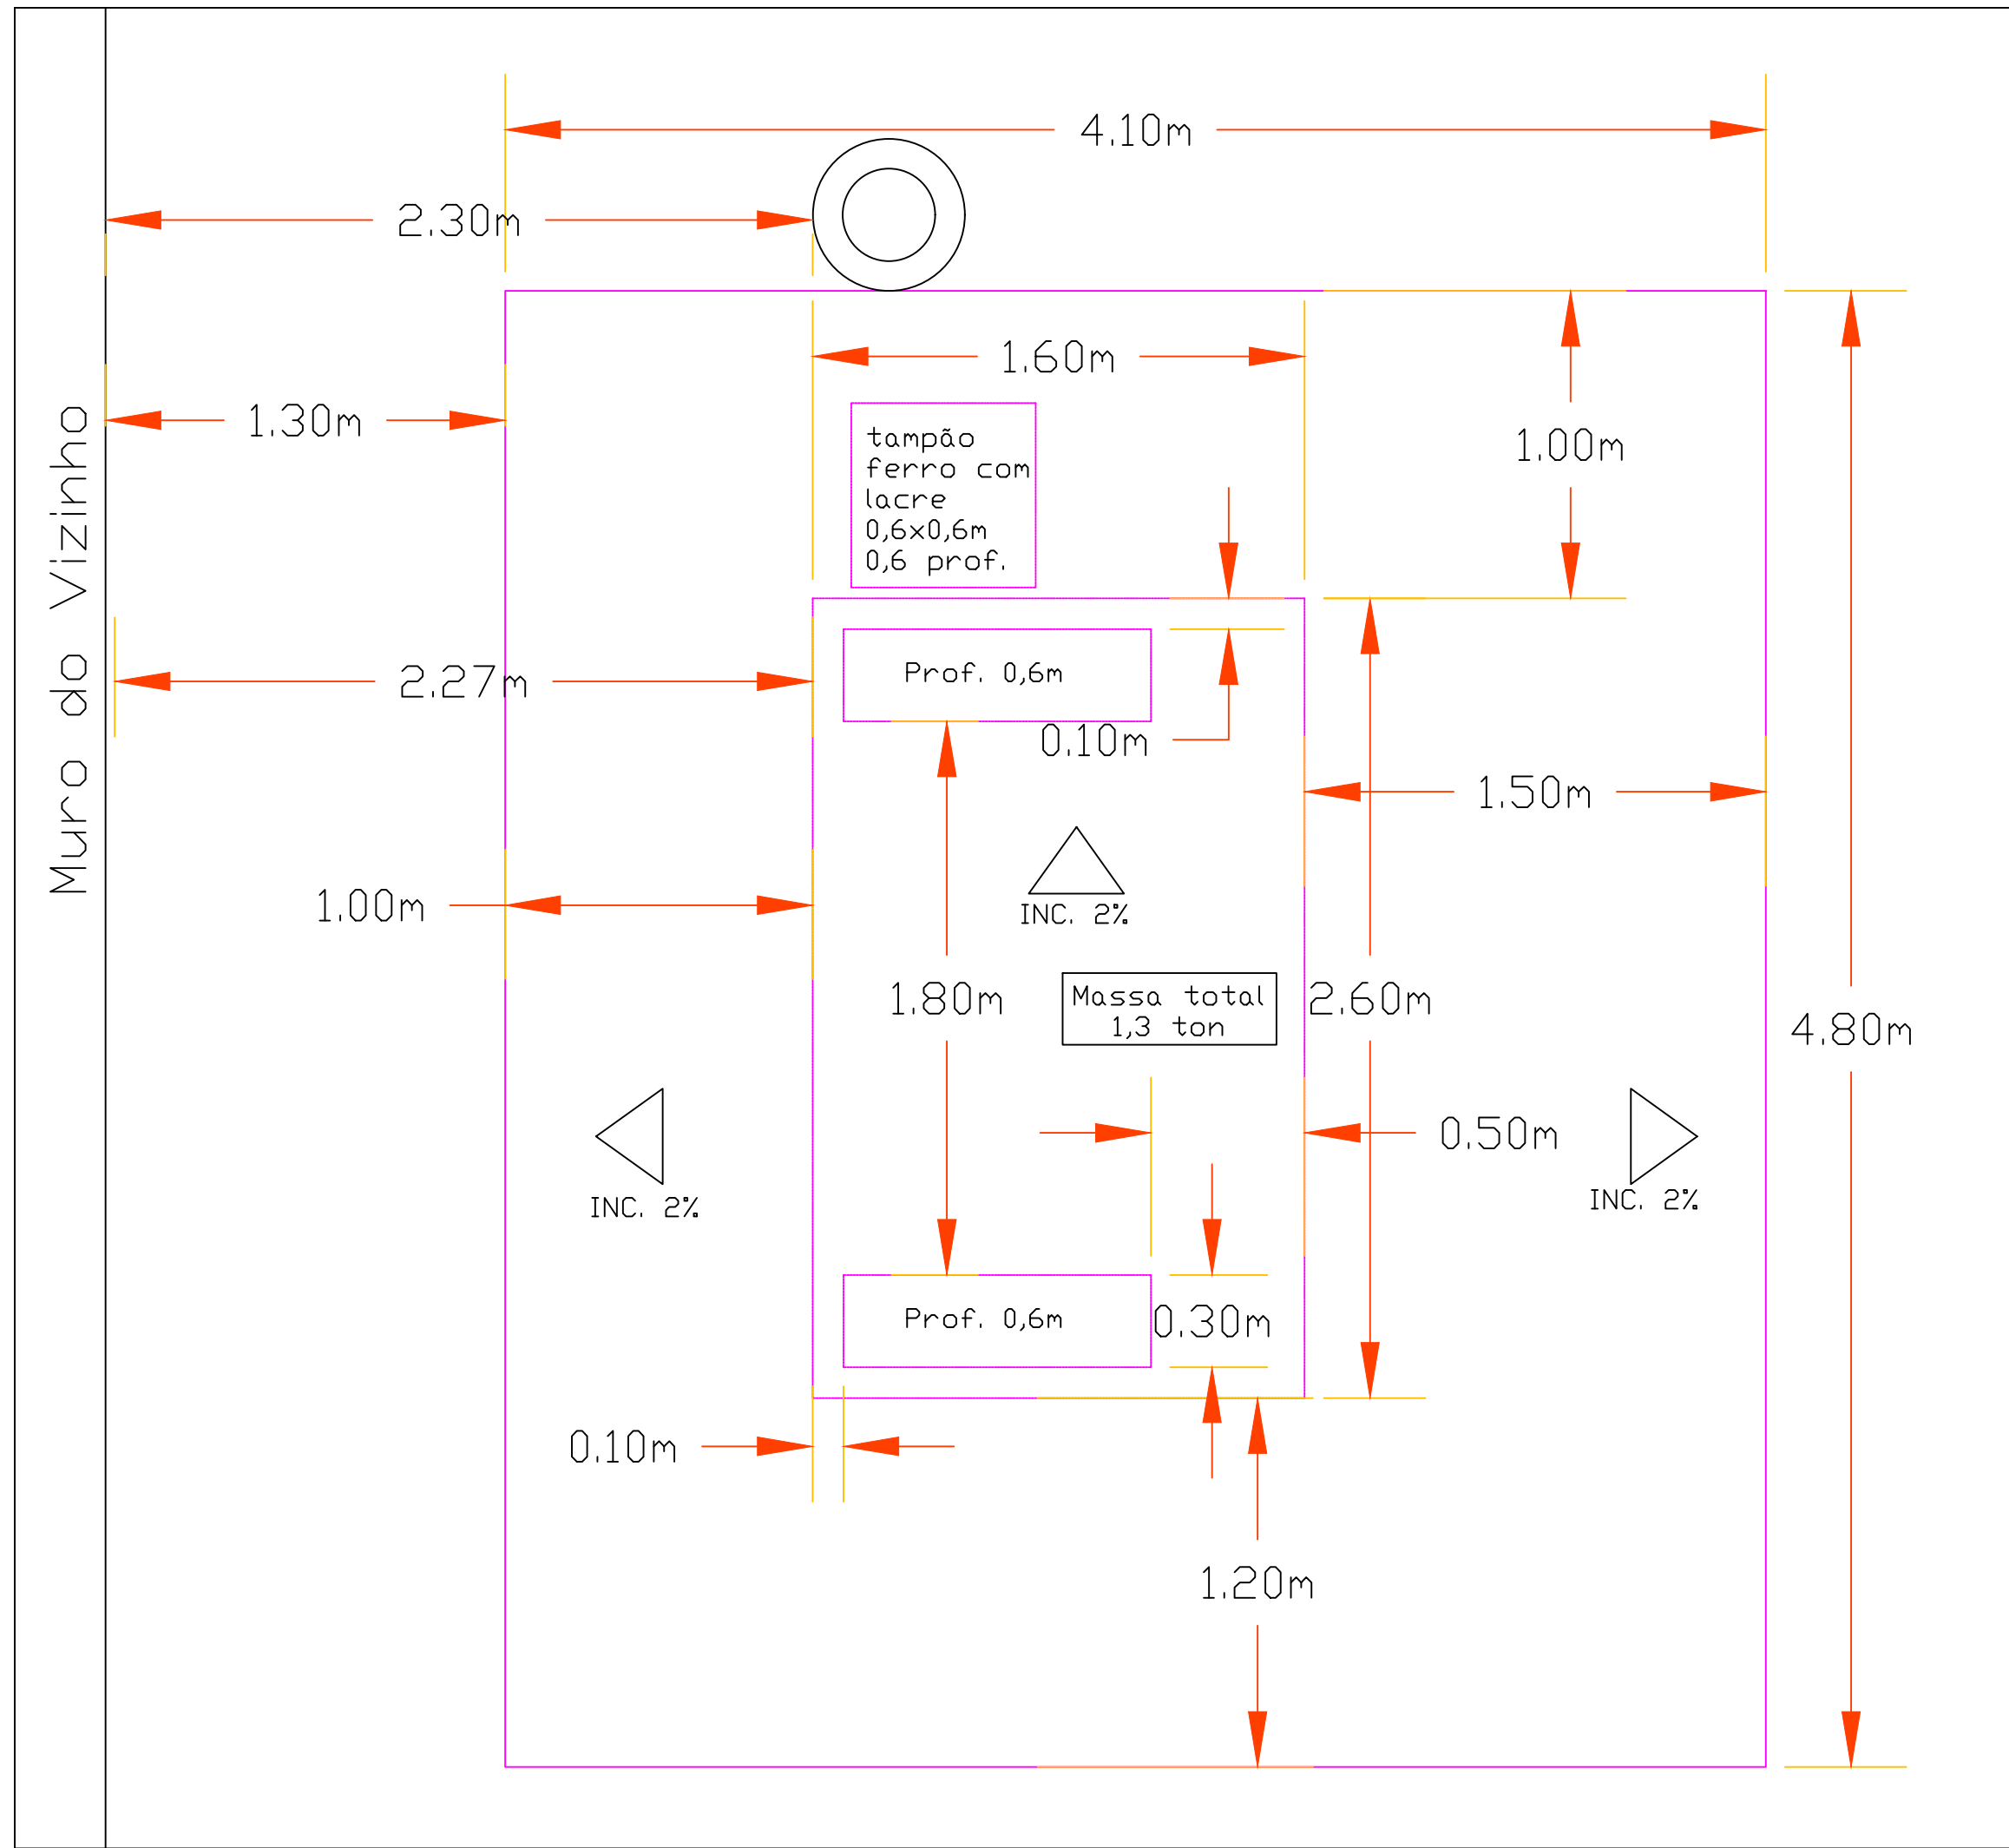 4.10m
2.30m
1.60m
1.30m
1.00m
tampão
ferro com
lacre
0,6x0,6m
0,6 prof.
Muro do Vizinho
2.27m
Prof. 0,6m
0.10m
1.50m
1.00m
INC. 2%
1.80m
Massa total
1,3 ton
2.60m
4.80m
0.50m
INC. 2%
INC. 2%
Prof. 0,6m
0.30m
0.10m
1.20m